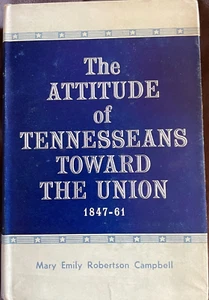 The
ATTITUDE
of
TENNESSEANS
TOWARD
THE UNION
1847-61
Mary Emily Robertson Campbell